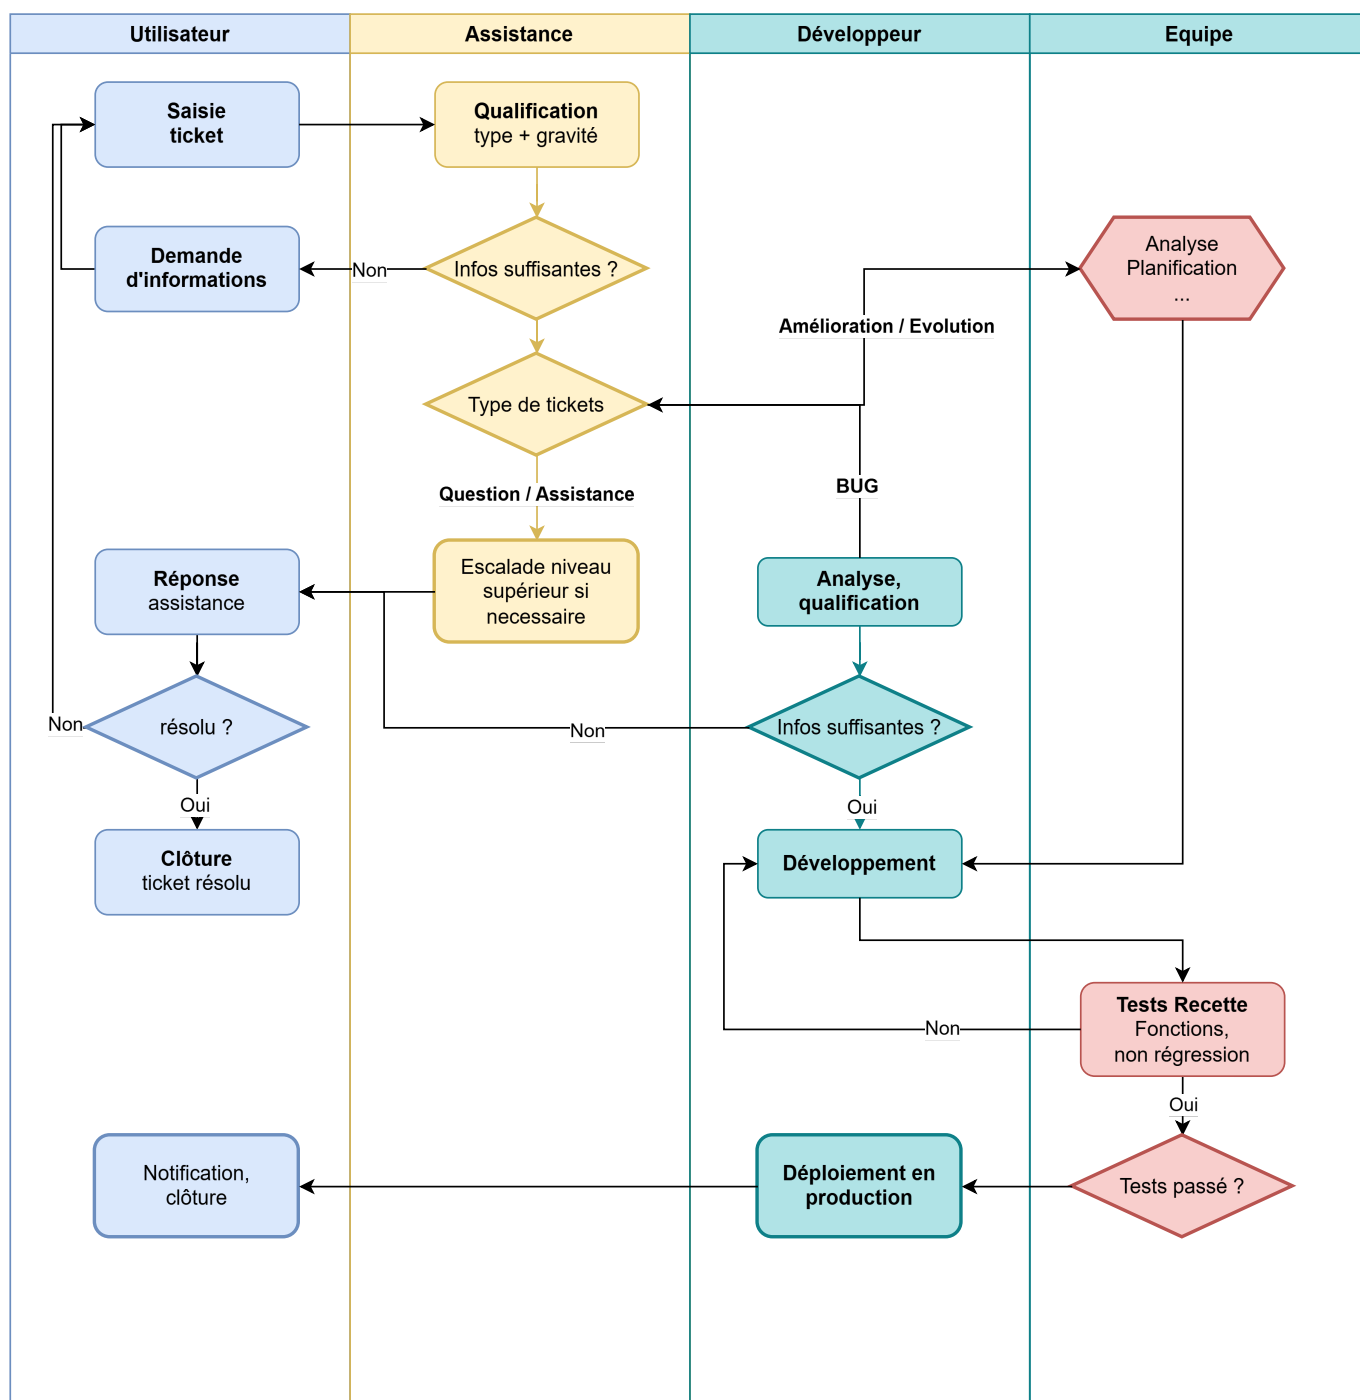 Utilisateur
Assistance
Développeur
Equipe
Saisie
ticket
Qualification
type + gravité
Demande
d'informations
Non
Infos suffisantes ?
Analyse
Planification
...
Amélioration / Evolution
Type de tickets
Question / Assistance
BUG
Réponse
assistance
Escalade niveau
supérieur si
necessaire
Analyse,
qualification
Non
résolu ?
Non
Infos suffisantes ?
Oui
Oui
Clôture
ticket résolu
Développement
Non
Tests Recette
Fonctions,
non régression
Oui
Notification,
clôture
Déploiement en
production
Tests passé ?